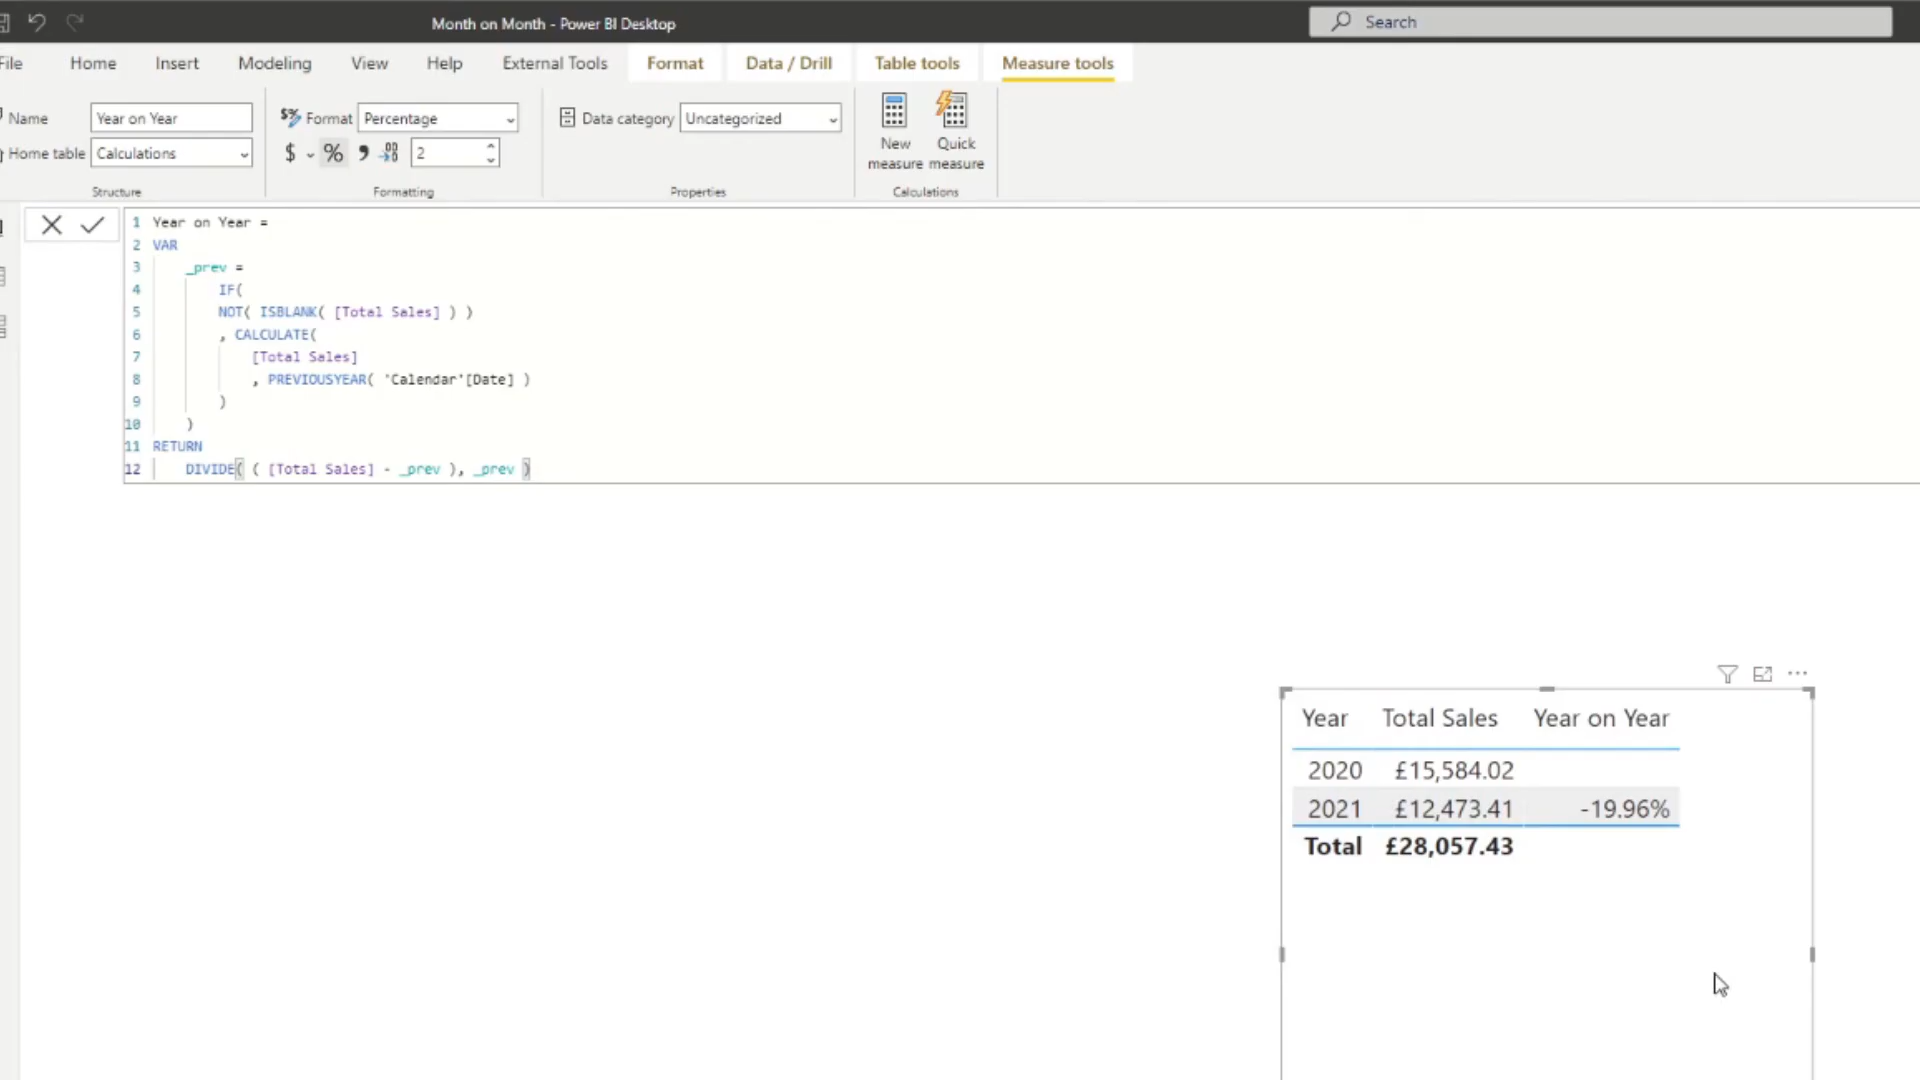 Month on Month - Power BI Desktop
Search
File Home Insert Modeling View Help External Tools Format Data / Drill Table tools Measure tools
Name Year on Year
Format Percentage
Data category Uncategorized
New measure
Quick measure
Home table Calculations
$ % 2
Structure Formatting Properties Calculations
1 Year on Year =
2 VAR
3 _prev =
4 IF(
5 NOT( ISBLANK( [Total Sales] ) )
6 , CALCULATE(
7 [Total Sales]
8 , PREVIOUSYEAR( 'Calendar'[Date] )
9 )
10 )
11 RETURN
12 DIVIDE( ( [Total Sales] - _prev ), _prev )
Year Total Sales Year on Year
2020 £15,584.02
2021 £12,473.41 -19.96%
Total £28,057.43